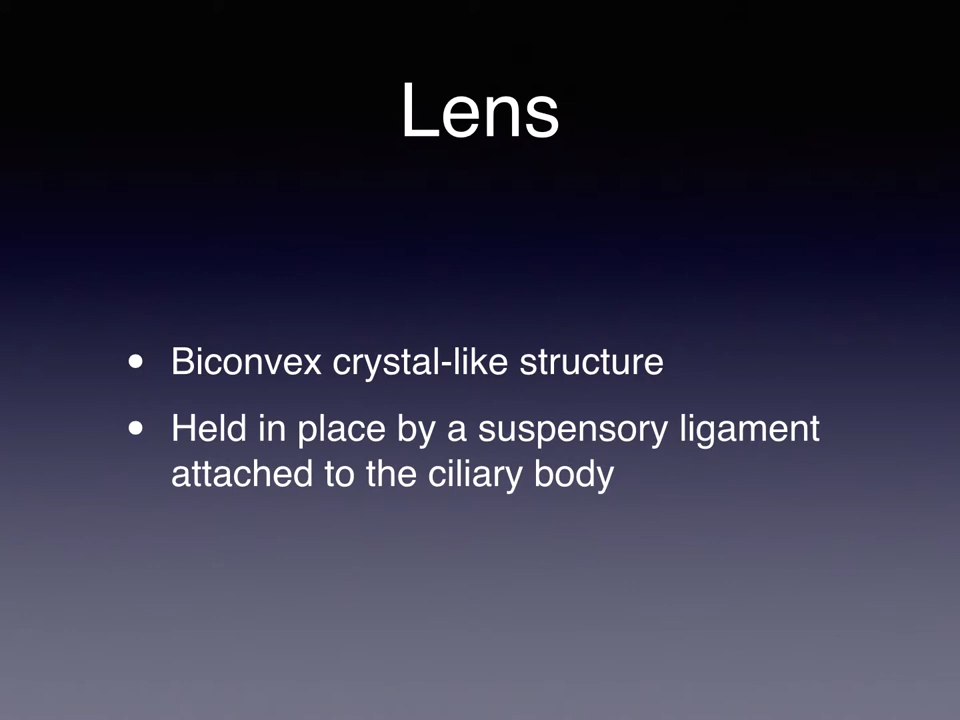 Lens
• Biconvex crystal-like structure
• Held in place by a suspensory ligament
attached to the ciliary body